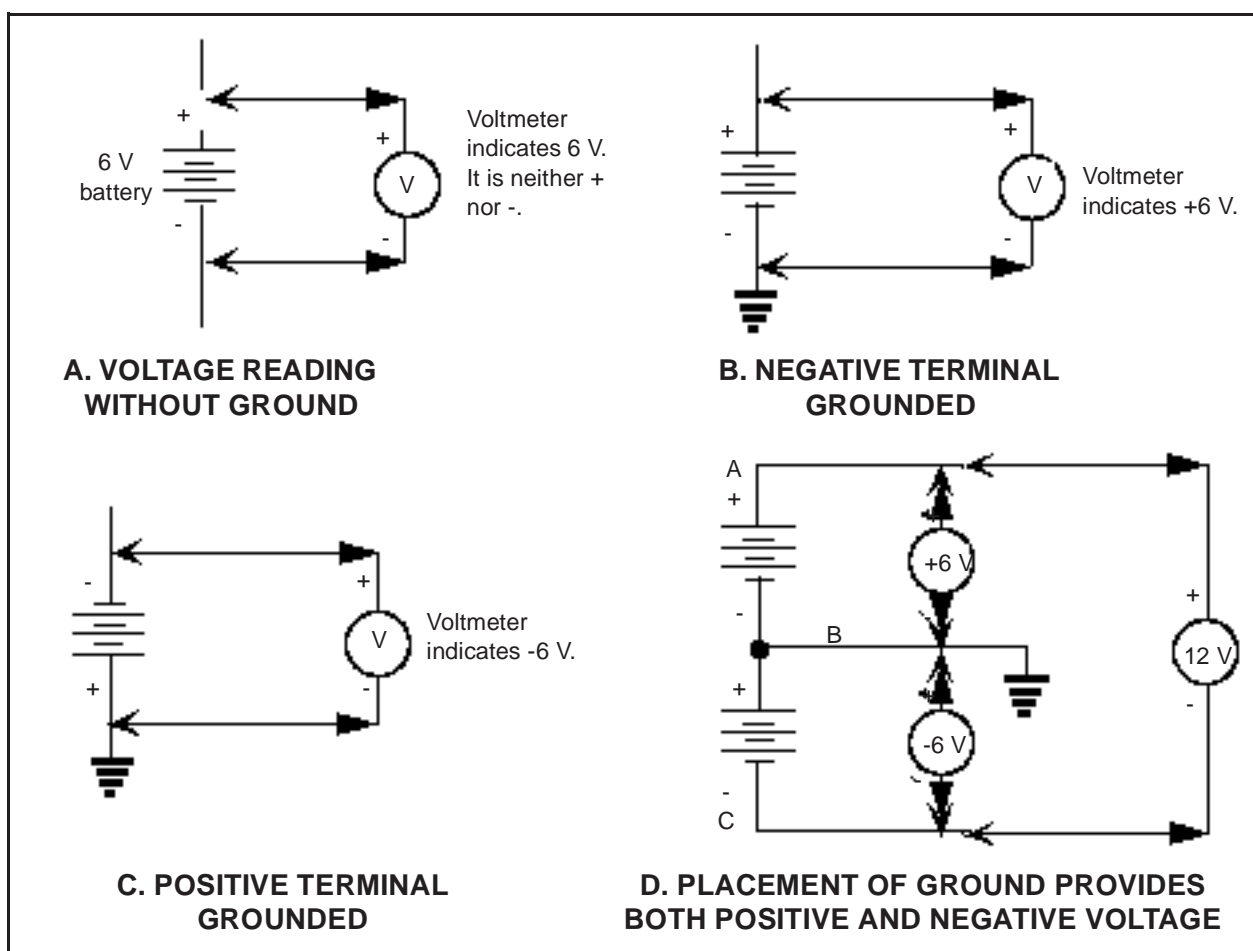 +
6 V
battery
-
+
V
-
Voltmeter
indicates 6 V.
It is neither +
nor -.
A. VOLTAGE READING
WITHOUT GROUND
+
-
+
V
-
Voltmeter
indicates +6 V.
B. NEGATIVE TERMINAL
GROUNDED
-
+
+
V
-
Voltmeter
indicates -6 V.
C. POSITIVE TERMINAL
GROUNDED
A
+
-
B
+
-
C
+6 V
-6 V
+
12 V
-
D. PLACEMENT OF GROUND PROVIDES
BOTH POSITIVE AND NEGATIVE VOLTAGE